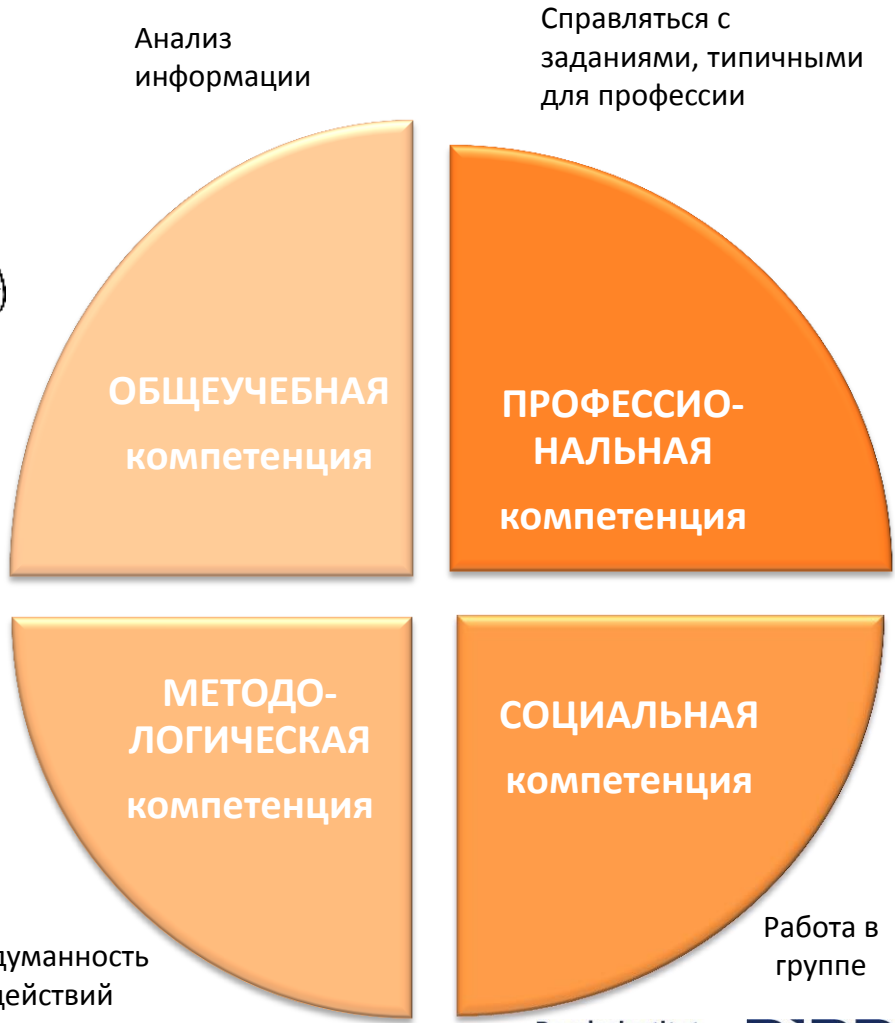 Анализ
информации
Справляться с
заданиями, типичными
для профессии
)
ОБЩЕУЧЕБНАЯ
компетенция
ПРОФЕССИО-
НАЛЬНАЯ
компетенция
МЕТОДО-
ЛОГИЧЕСКАЯ
компетенция
СОЦИАЛЬНАЯ
компетенция
думанность
действий
Работа в
группе